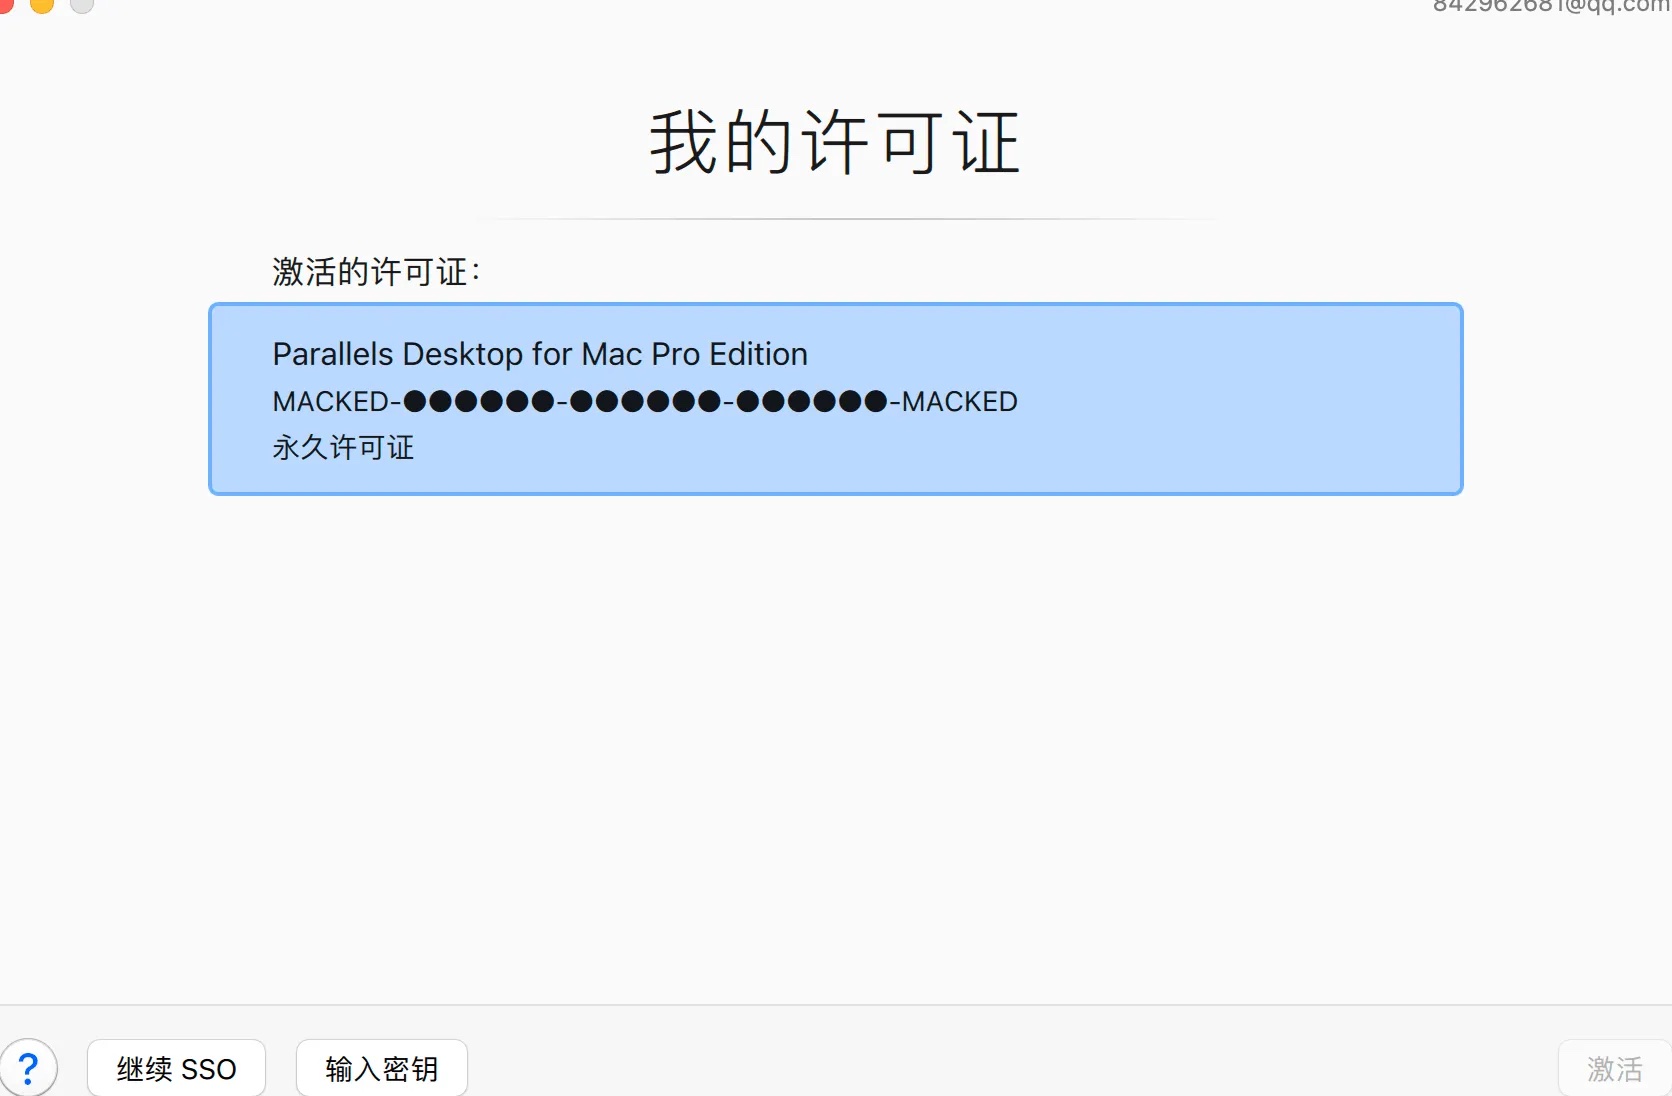 842962681@qq.com
我的许可证
激活的许可证：
Parallels Desktop for Mac Pro Edition
MACKED-●●●●●●-●●●●●●-●●●●●●-MACKED
永久许可证
?
继续 SSO
输入密钥
激活